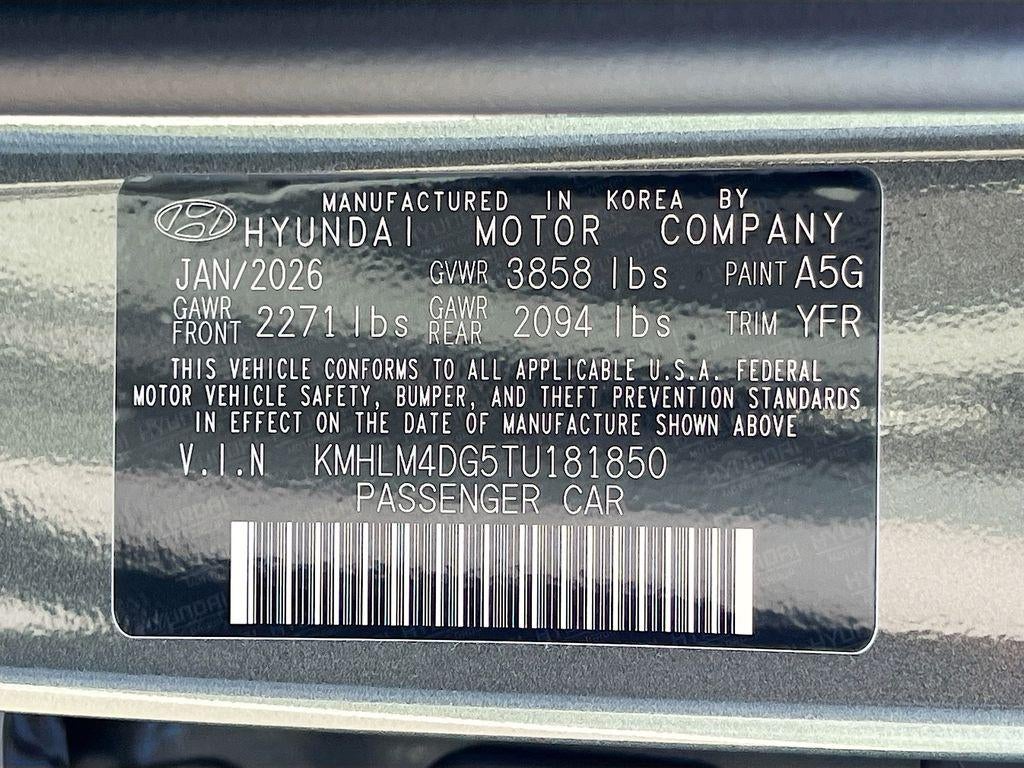 MANUFACTURED IN KOREA BY
HYUNDAI MOTOR COMPANY
JAN/2026 GVWR 3858 lbs PAINT A5G
GAWR FRONT 2271 lbs GAWR REAR 2094 lbs TRIM YFR
THIS VEHICLE CONFORMS TO ALL APPLICABLE U.S.A. FEDERAL
MOTOR VEHICLE SAFETY, BUMPER, AND THEFT PREVENTION STANDARDS
IN EFFECT ON THE DATE OF MANUFACTURE SHOWN ABOVE
V.I.N KMHLM4DG5TU181850
PASSENGER CAR